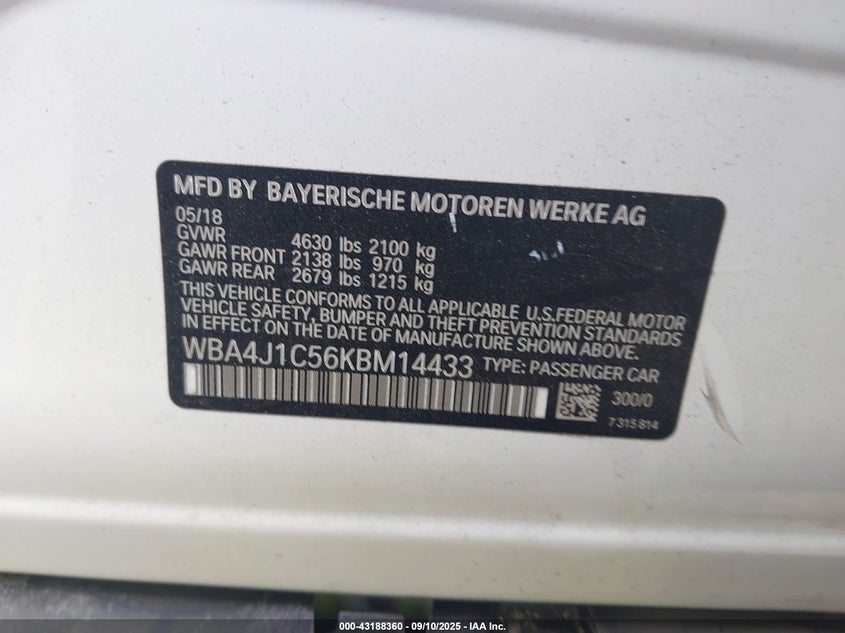 MFD BY BAYERISCHE MOTOREN WERKE AG
05/18
GVWR 4630 lbs 2100 kg
GAWR FRONT 2138 lbs 970 kg
GAWR REAR 2679 lbs 1215 kg
THIS VEHICLE CONFORMS TO ALL APPLICABLE U.S.FEDERAL MOTOR
VEHICLE SAFETY, BUMPER AND THEFT PREVENTION STANDARDS
IN EFFECT ON THE DATE OF MANUFACTURE SHOWN ABOVE.
WBA4J1C56KBM14433 TYPE: PASSENGER CAR
300/0
7315814
000-43188360 - 09/10/2025 - IAA Inc.